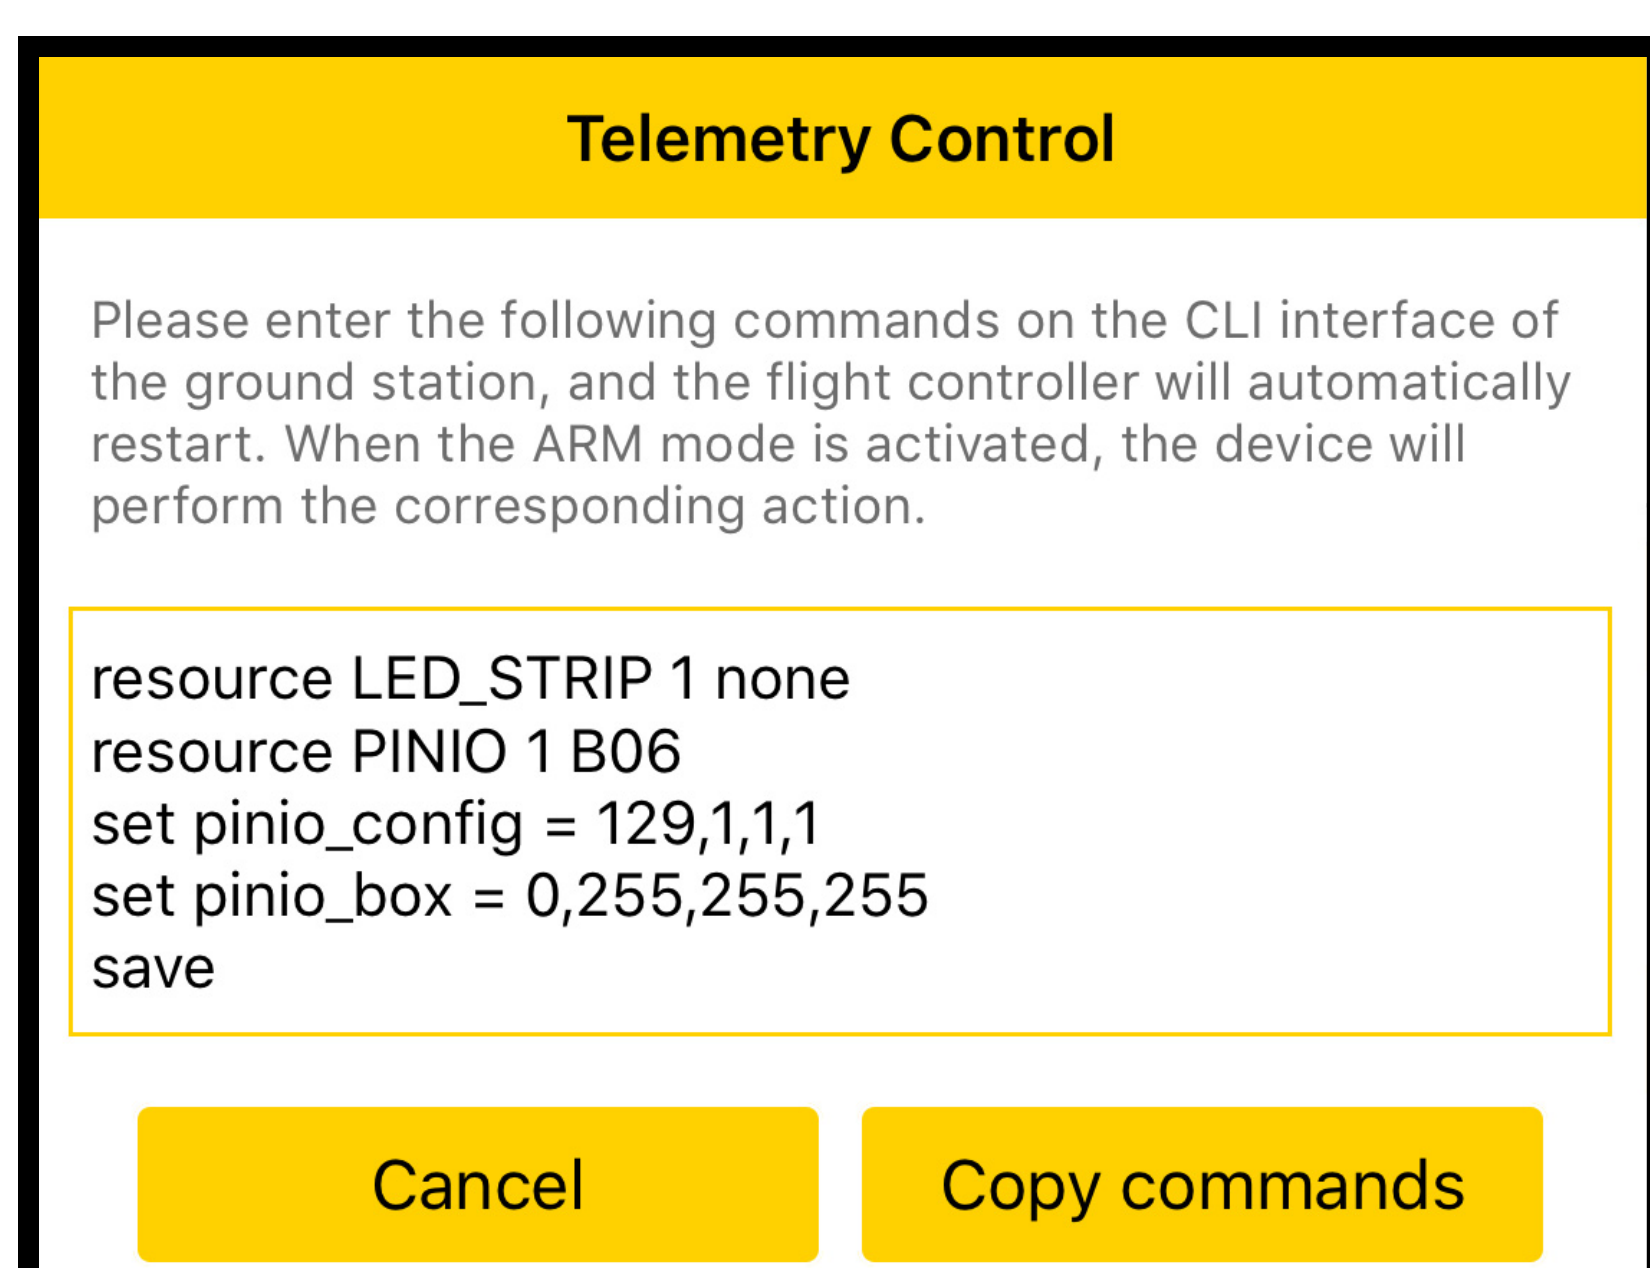 Telemetry Control
Please enter the following commands on the CLI interface of
the ground station, and the flight controller will automatically
restart. When the ARM mode is activated, the device will
perform the corresponding action.
resource LED_STRIP 1 none
resource PINIO 1 B06
set pinio_config = 129,1,1,1
set pinio_box = 0,255,255,255
save
Cancel
Copy commands